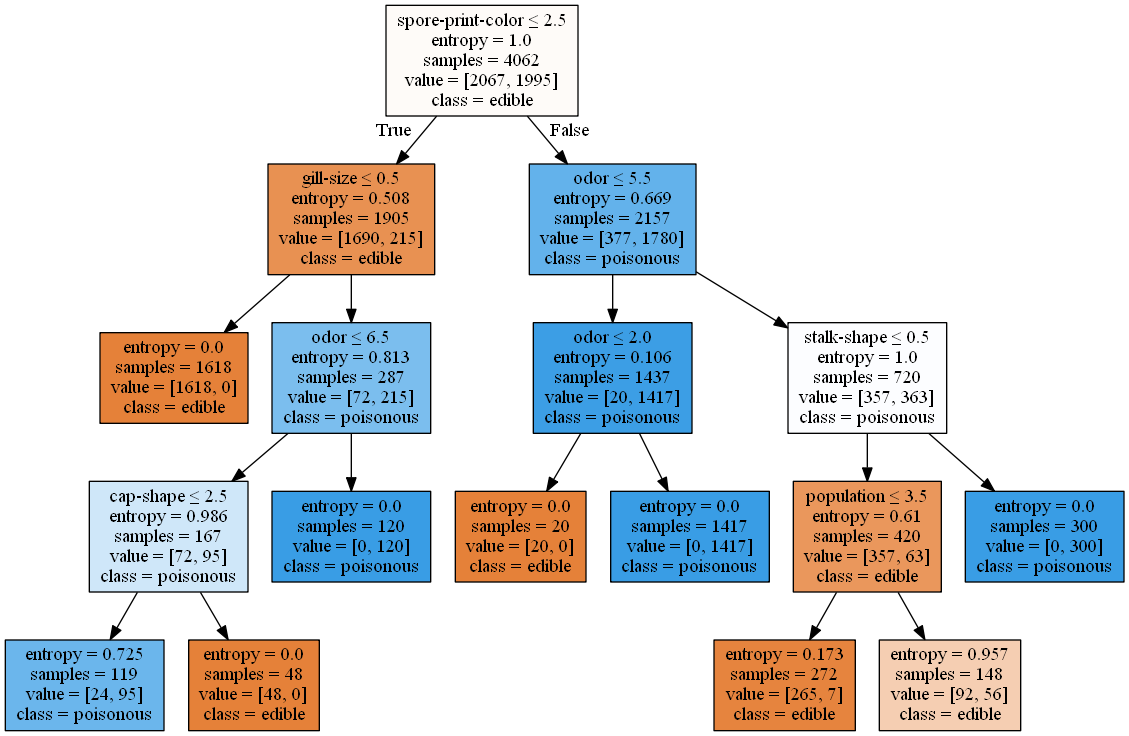 spore-print-color ≤ 2.5
entropy = 1.0
samples = 4062
value = [2067, 1995]
class = edible
True
False
gill-size ≤ 0.5
entropy = 0.508
samples = 1905
value = [1690, 215]
class = edible
odor ≤ 5.5
entropy = 0.669
samples = 2157
value = [377, 1780]
class = poisonous
entropy = 0.0
samples = 1618
value = [1618, 0]
class = edible
odor ≤ 6.5
entropy = 0.813
samples = 287
value = [72, 215]
class = poisonous
odor ≤ 2.0
entropy = 0.106
samples = 1437
value = [20, 1417]
class = poisonous
stalk-shape ≤ 0.5
entropy = 1.0
samples = 720
value = [357, 363]
class = poisonous
cap-shape ≤ 2.5
entropy = 0.986
samples = 167
value = [72, 95]
class = poisonous
entropy = 0.0
samples = 120
value = [0, 120]
class = poisonous
entropy = 0.0
samples = 20
value = [20, 0]
class = edible
entropy = 0.0
samples = 1417
value = [0, 1417]
class = poisonous
population ≤ 3.5
entropy = 0.61
samples = 420
value = [357, 63]
class = edible
entropy = 0.0
samples = 300
value = [0, 300]
class = poisonous
entropy = 0.725
samples = 119
value = [24, 95]
class = poisonous
entropy = 0.0
samples = 48
value = [48, 0]
class = edible
entropy = 0.173
samples = 272
value = [265, 7]
class = edible
entropy = 0.957
samples = 148
value = [92, 56]
class = edible